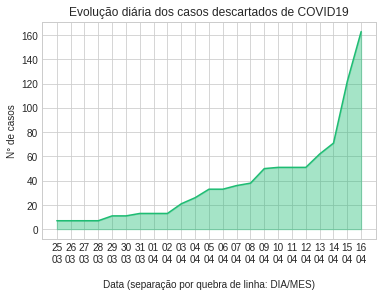 Evolução diária dos casos descartados de COVID19
160
140
120
100
80
60
40
20
0
N° de casos
25 26 27 28 29 30 31 01 02 03 04 05 06 07 08 09 10 11 12 13 14 15 16
03 03 03 03 03 03 03 04 04 04 04 04 04 04 04 04 04 04 04 04 04 04 04
Data (separação por quebra de linha: DIA/MES)